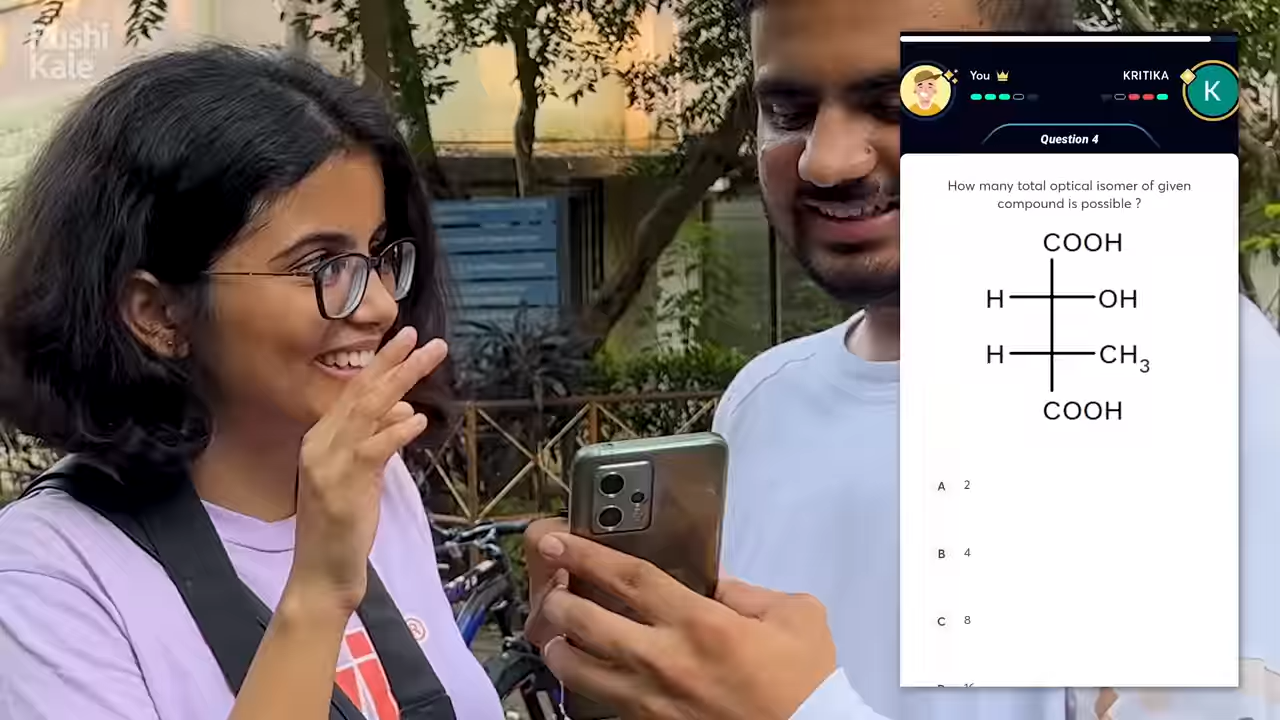 Rushi
Kale
You
KRITIKA
K
Question 4
How many total optical isomer of given
compound is possible ?
COOH
H OH
H CH3
COOH
A 2
B 4
C 8
®